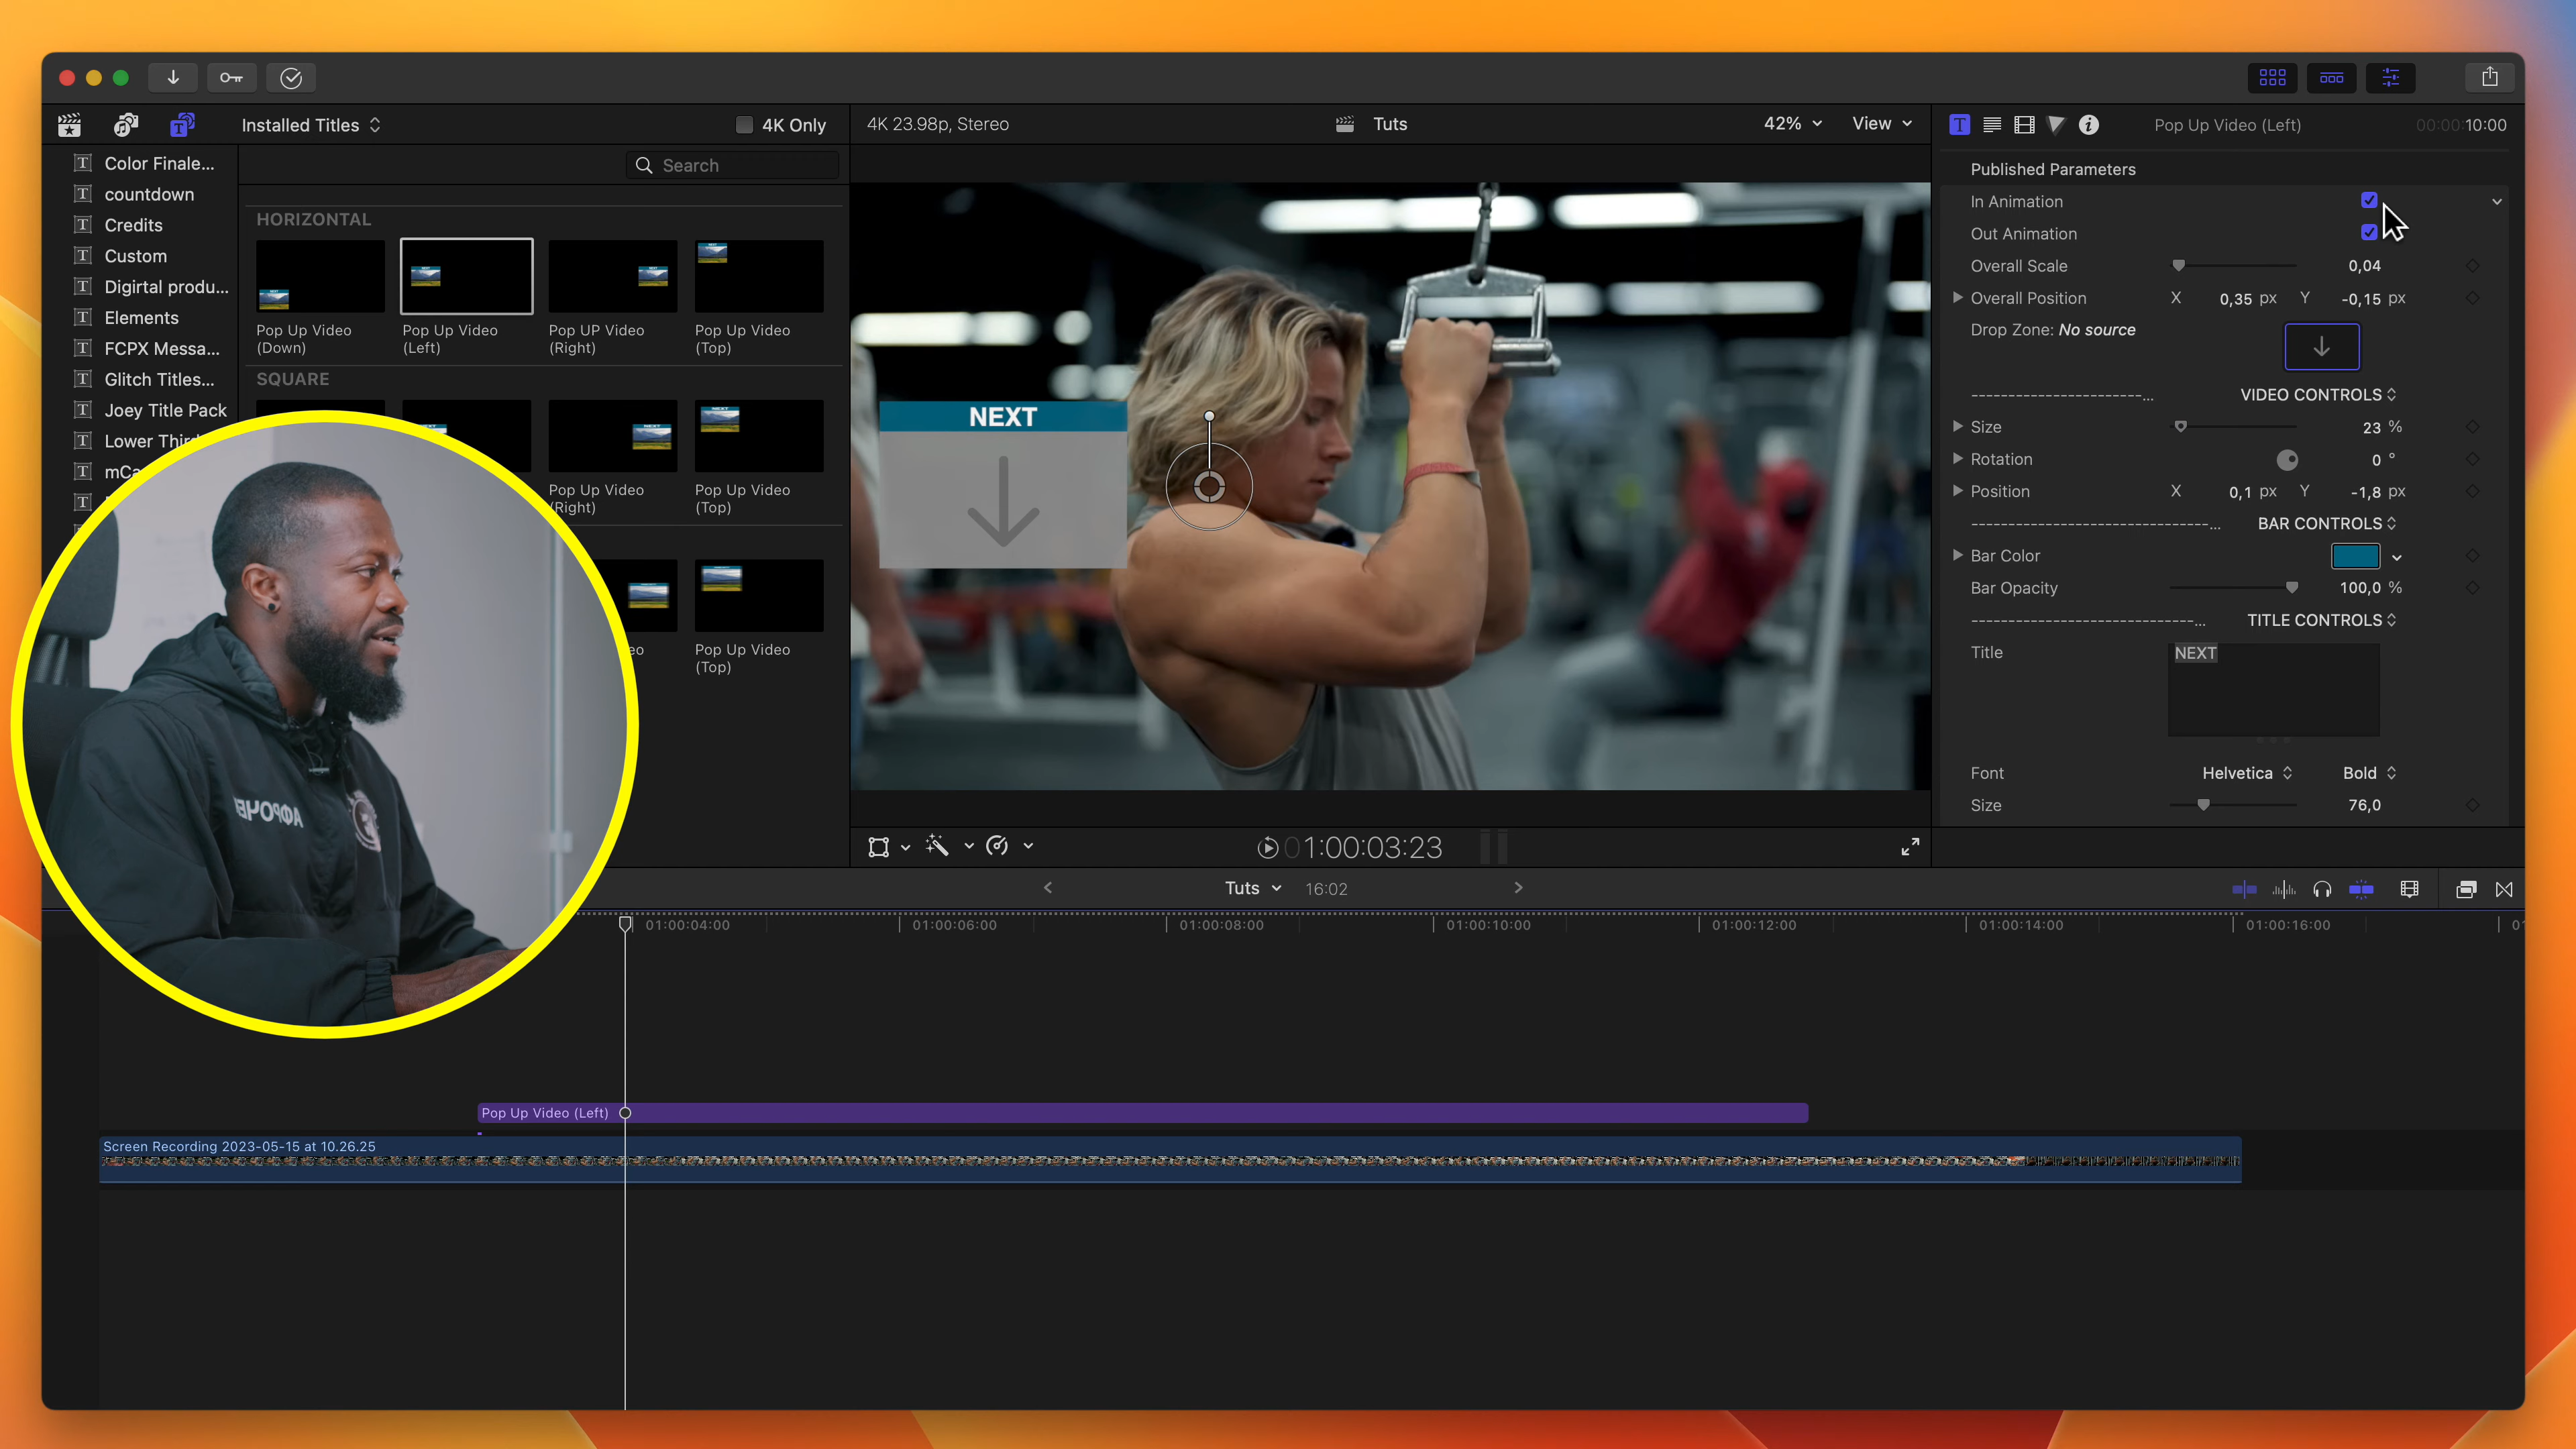 Installed Titles
4K Only
4K 23.98p, Stereo
Tuts
42%
View
Pop Up Video (Left)
00:00:10:00
Color Finale...
countdown
Credits
Custom
Digirtal produ...
Elements
FCPX Messa...
Glitch Titles...
Joey Title Pack
Lower Thir
mCa
Search
HORIZONTAL
Pop Up Video (Down)
Pop Up Video (Left)
Pop UP Video (Right)
Pop Up Video (Top)
SQUARE
Pop Up Video (Right)
Pop Up Video (Top)
eo
Pop Up Video (Top)
NEXT
Published Parameters
In Animation
Out Animation
Overall Scale 0,04
Overall Position X 0,35 px Y -0,15 px
Drop Zone: No source
------------------------... VIDEO CONTROLS
Size 23 %
Rotation 0 °
Position X 0,1 px Y -1,8 px
---------------------------------... BAR CONTROLS
Bar Color
Bar Opacity 100,0 %
-------------------------------... TITLE CONTROLS
Title NEXT
Font Helvetica Bold
Size 76,0
01:00:03:23
Tuts 16:02
01:00:04:00
01:00:06:00
01:00:08:00
01:00:10:00
01:00:12:00
01:00:14:00
01:00:16:00
Pop Up Video (Left)
Screen Recording 2023-05-15 at 10.26.25